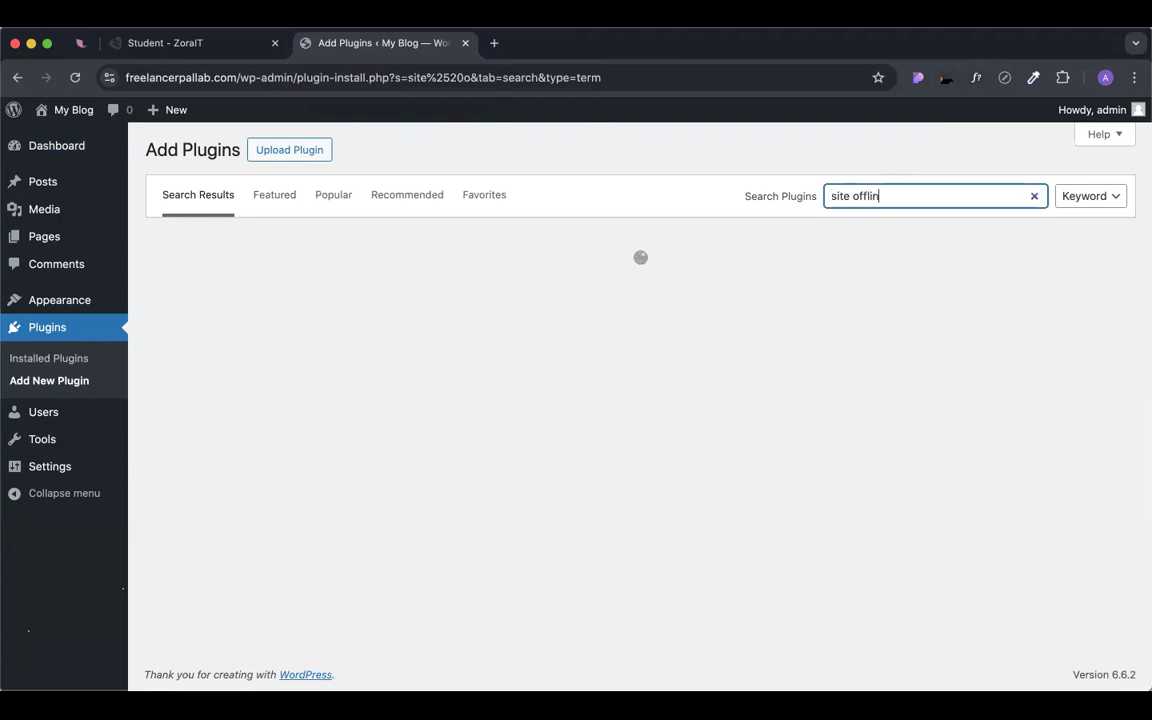 Student - ZoraIT
Add Plugins ‹ My Blog — Wo
freelancerpallab.com/wp-admin/plugin-install.php?s=site%2520o&tab=search&type=term
f?
A
My Blog
0
New
Howdy, admin
Dashboard
Posts
Media
Pages
Comments
Appearance
Plugins
Installed Plugins
Add New Plugin
Users
Tools
Settings
Collapse menu
Help
Add Plugins
Upload Plugin
Search Results
Featured
Popular
Recommended
Favorites
Search Plugins
site offlin
Keyword
Thank you for creating with WordPress.
Version 6.6.2